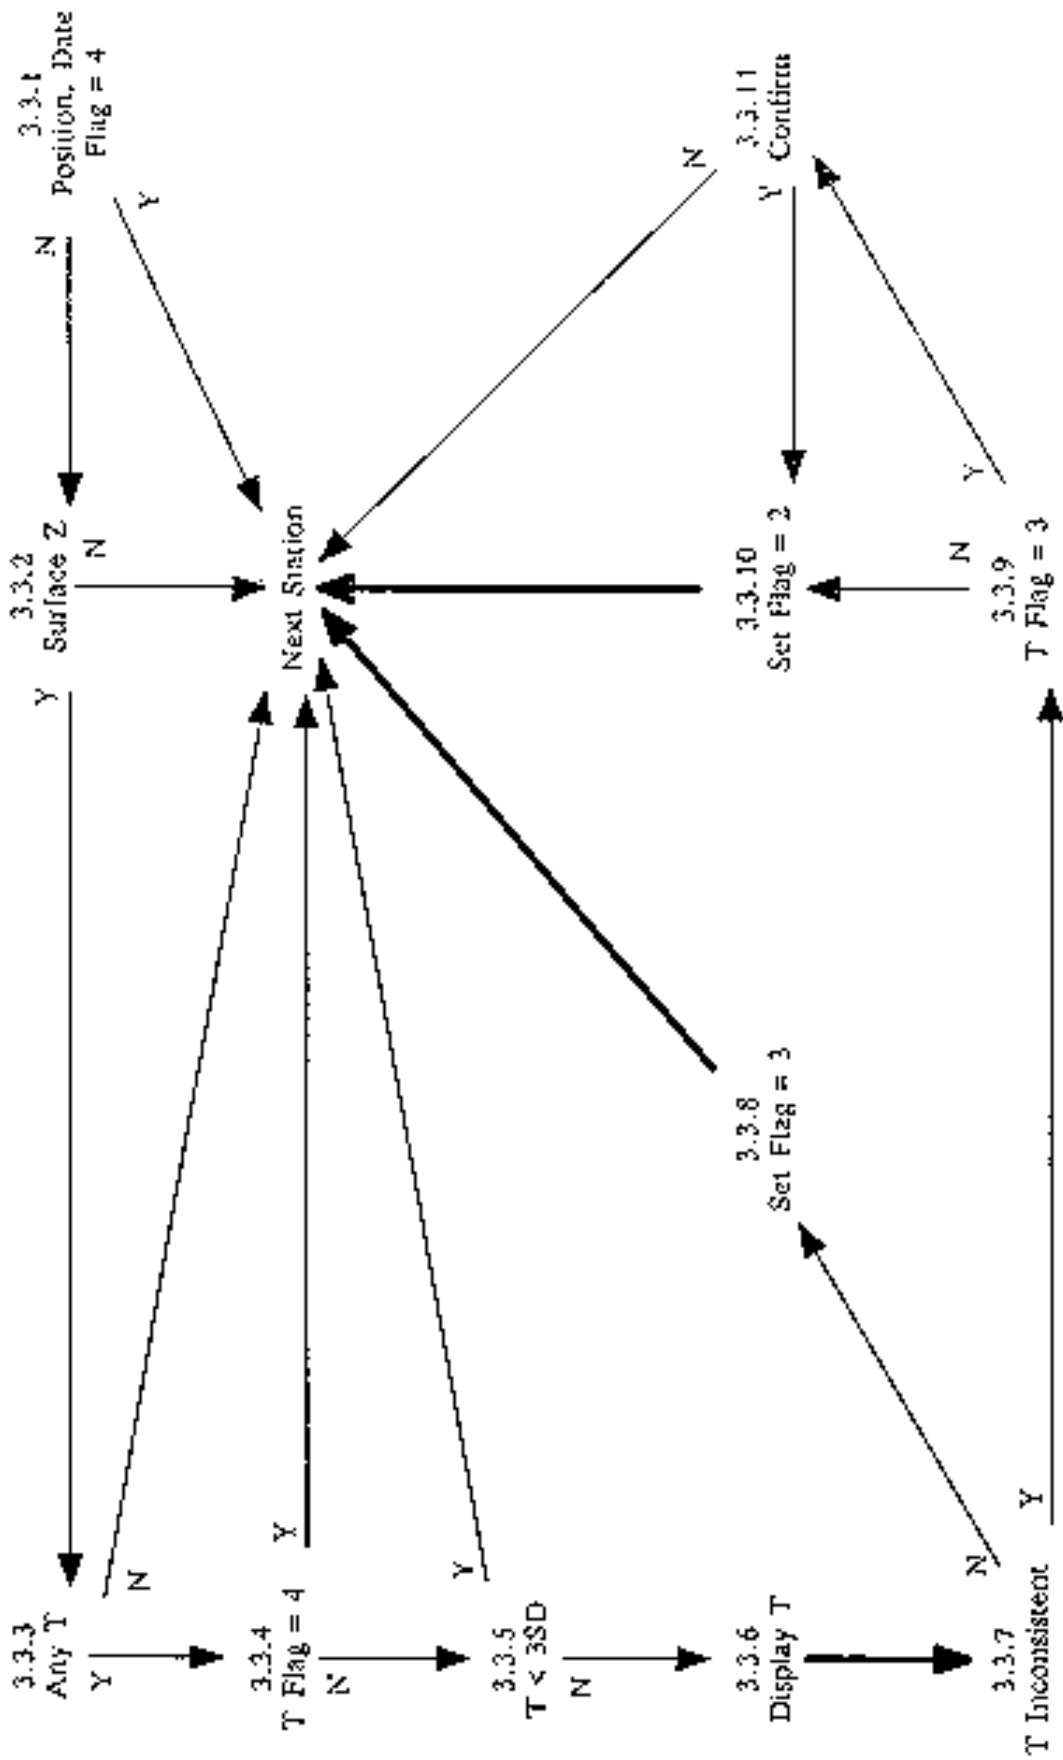 3.3.3
Any T
Y
N
3.3.2
Surface Z
Y
N
3.3.1
Position, Date
Flag = 4
N
Y
3.3.4
T Flag = 4
Y
N
Next Station
3.3.5
T < 3SD
Y
N
3.3.6
Display T
3.3.8
Set Flag = 3
3.3.10
Set Flag = 2
3.3.11
Confirm
N
Y
3.3.7
T Inconsistent
N
Y
3.3.9
T Flag = 3
N
Y